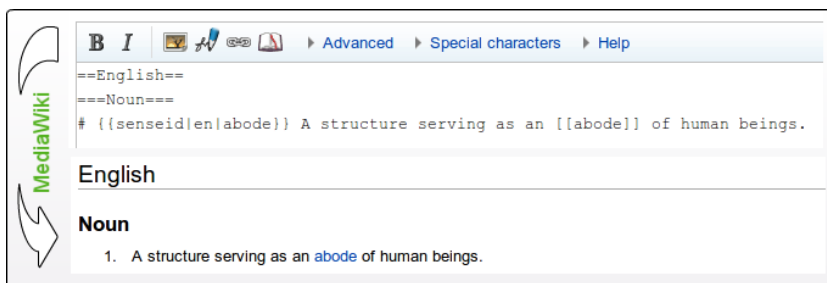 B I Advanced Special characters Help
==English==
===Noun===
# {{senseid|en|abode}} A structure serving as an [[abode]] of human beings.
MediaWiki
English
Noun
1. A structure serving as an abode of human beings.